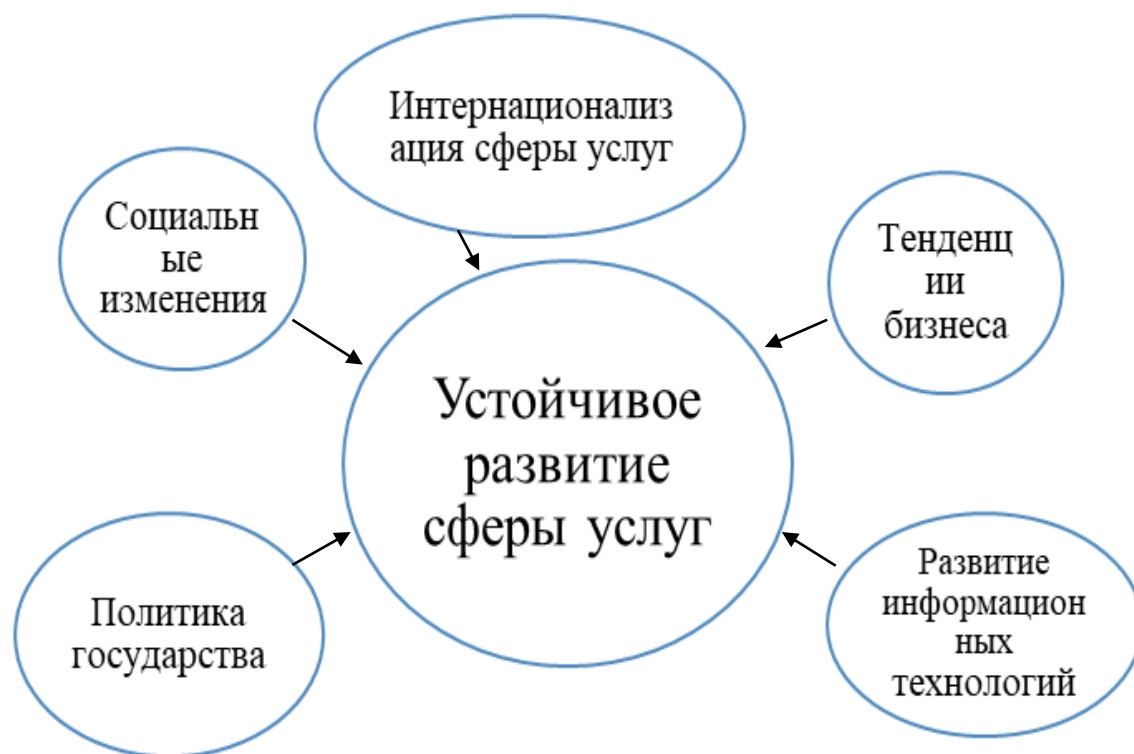 Интернационализ
ация сферы услуг
Социальн
ые
изменения
Тенденц
ии
бизнеса
Устойчивое
развитие
сферы услуг
Политика
государства
Развитие
информацион
ных
технологий